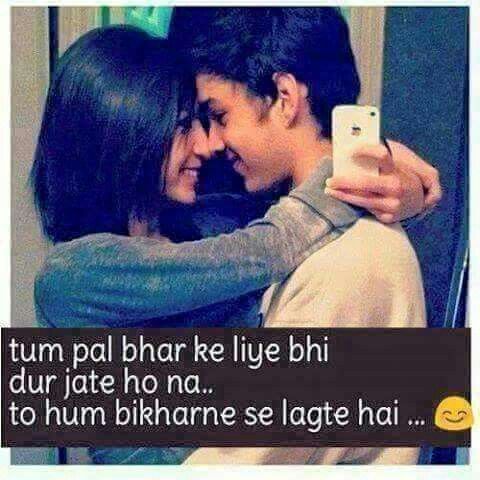 tum pal bhar ke liye bhi
dur jate ho na..
to hum bikharne se lagte hai ... 😊